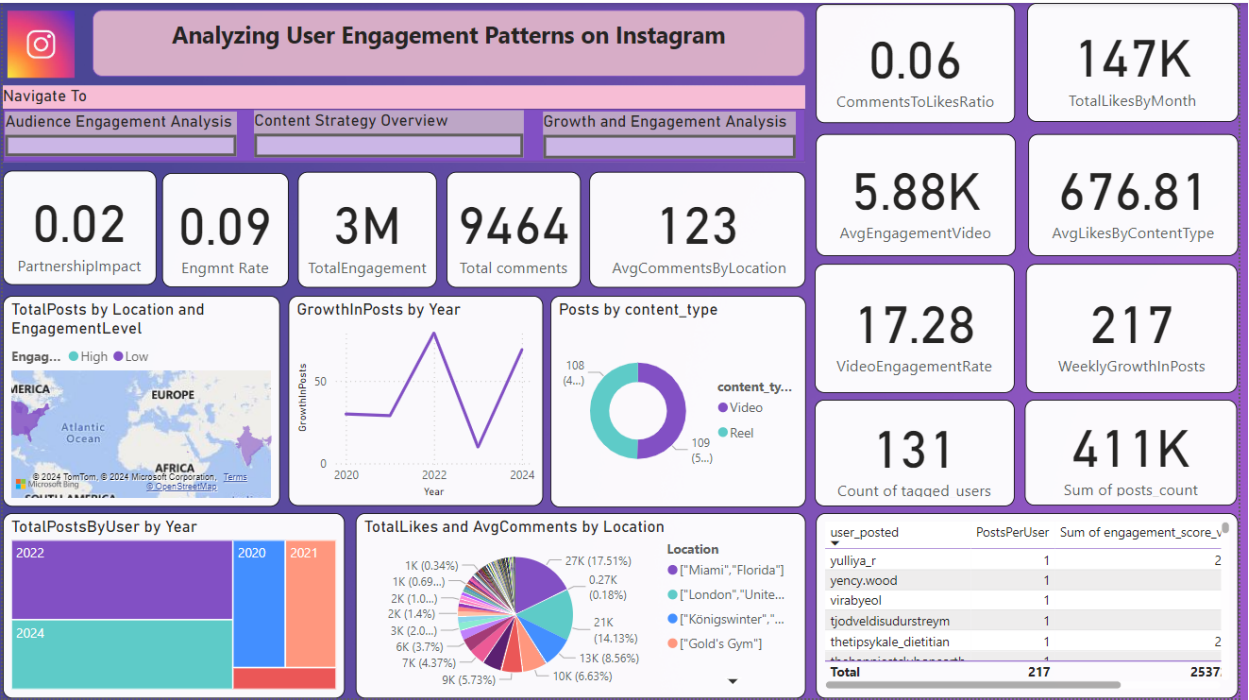 Analyzing User Engagement Patterns on Instagram
Navigate To
Audience Engagement Analysis
Content Strategy Overview
Growth and Engagement Analysis
0.06
CommentsToLikesRatio
147K
TotalLikesByMonth
5.88K
AvgEngagementVideo
676.81
AvgLikesByContentType
0.02
PartnershipImpact
0.09
Engmnt Rate
3M
TotalEngagement
9464
Total comments
123
AvgCommentsByLocation
17.28
VideoEngagementRate
217
WeeklyGrowthInPosts
131
Count of tagged_users
411K
Sum of posts_count
TotalPosts by Location and
EngagementLevel
Engag...
High
Low
MERICA
EUROPE
Atlantic
Ocean
AFRICA
© 2024 TomTom, © 2024 Microsoft Corporation,
Terms
Microsoft Bing
© OpenStreetMap
SOUTH AMERICA
GrowthInPosts by Year
GrowthInPosts
50
0
2020
2022
2024
Year
Posts by content_type
108
(4...)
109
(5...)
content_ty...
Video
Reel
TotalPostsByUser by Year
2022
2020
2021
2024
TotalLikes and AvgComments by Location
1K (0.34%)
1K (0.69...)
2K (1.0...)
2K (1.4%)
3K (2.0...)
6K (3.7%)
7K (4.37%)
9K (5.73%)
27K (17.51%)
0.27K
(0.18%)
21K
(14.13%)
13K (8.56%)
10K (6.63%)
Location
["Miami","Florida"]
["London","Unite...
["Königswinter","...
["Gold's Gym"]
user_posted
PostsPerUser
Sum of engagement_score_v
yulliya_r
1
2
yency.wood
1
virabyeol
1
tjodveldisudurstreym
1
thetipsykale_dietitian
1
2
Total
217
2537.